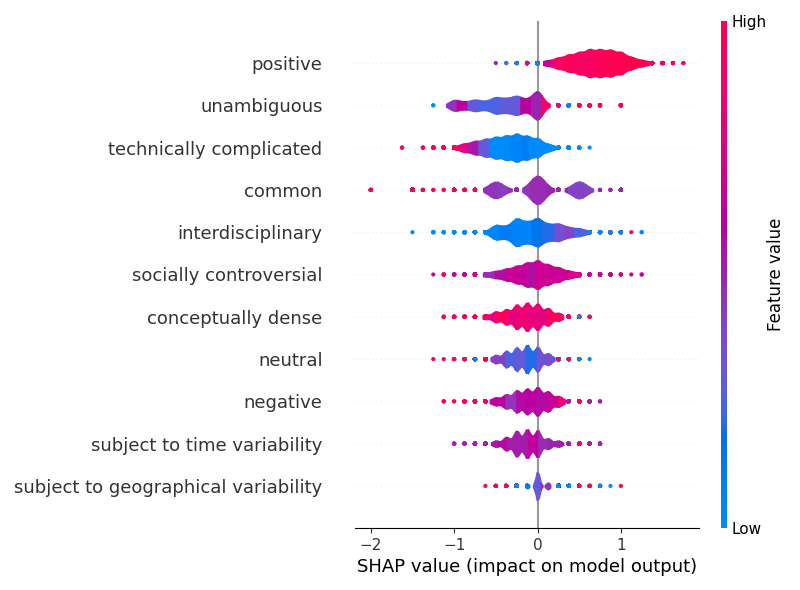 High
positive
unambiguous
technically complicated
common
interdisciplinary
socially controversial
conceptually dense
neutral
negative
subject to time variability
subject to geographical variability
Feature value
Low
−2 −1 0 1
SHAP value (impact on model output)